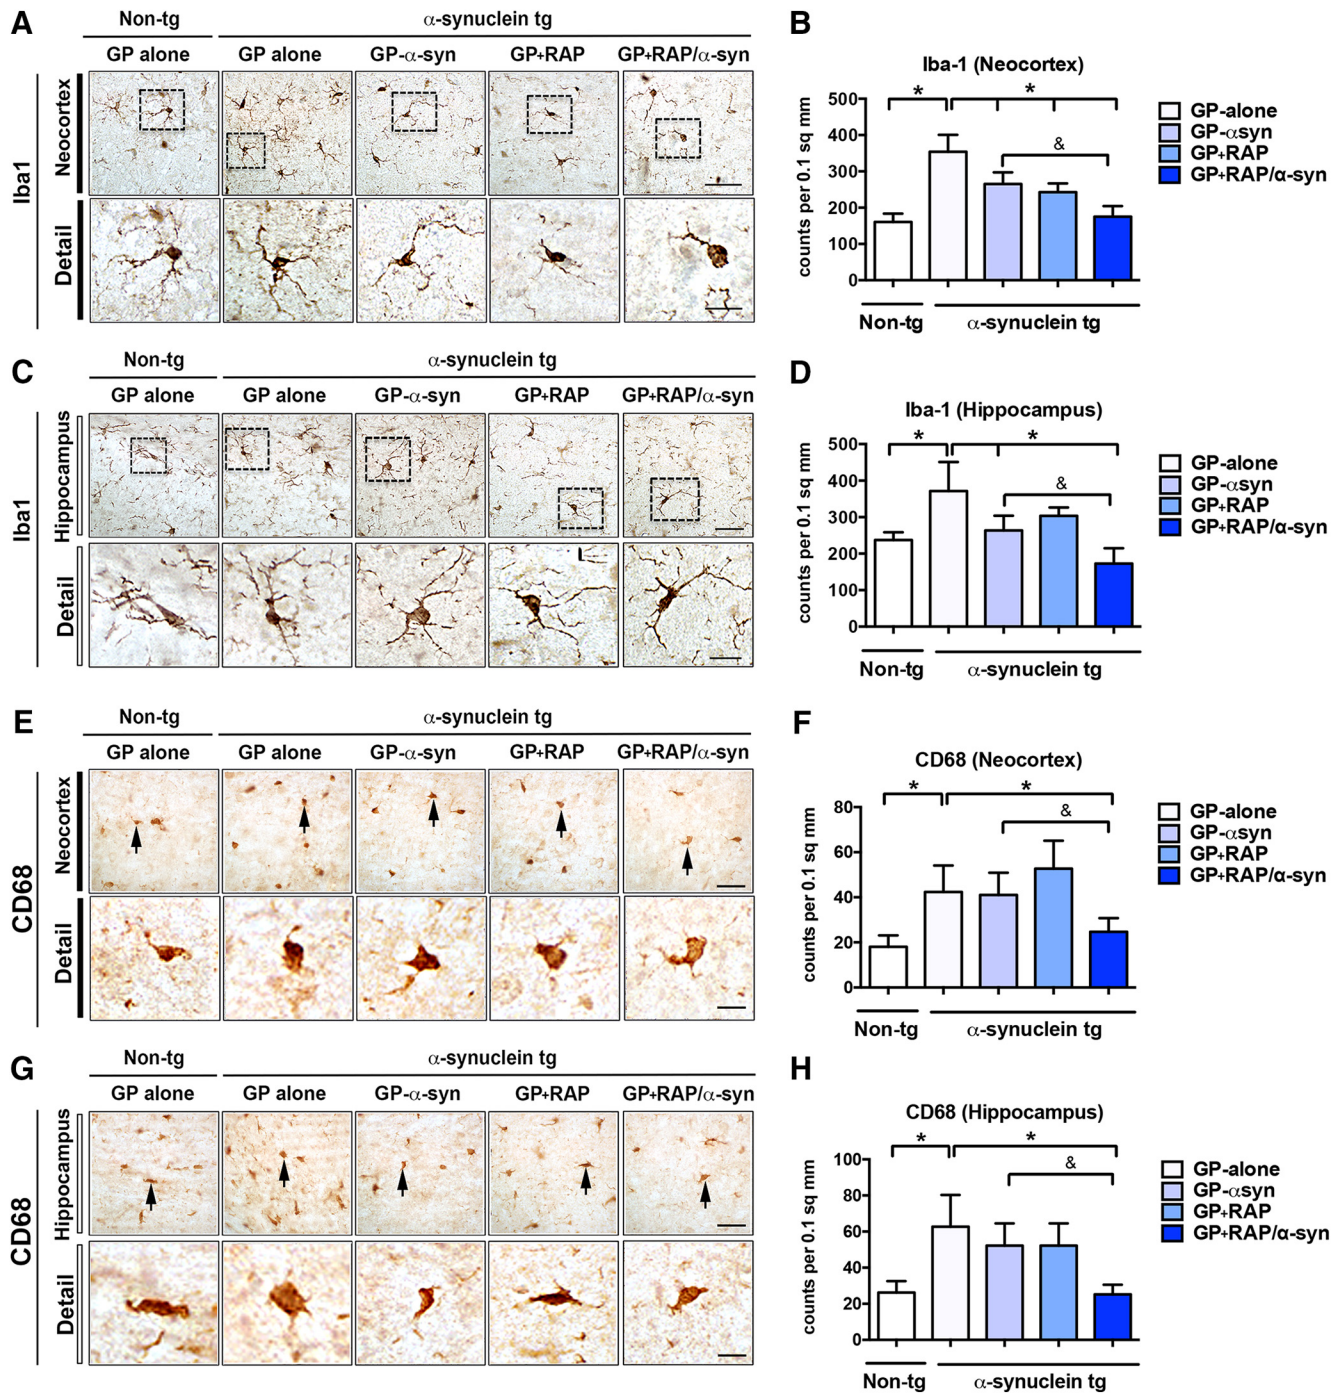 A
Non-tg
α-synuclein tg
GP alone
GP alone
GP-α-syn
GP+RAP
GP+RAP/α-syn
Iba1
Neocortex
Detail
B
Iba-1 (Neocortex)
counts per 0.1 sq mm
500
400
300
200
100
0
*
*
&
Non-tg
α-synuclein tg
GP-alone
GP-αsyn
GP+RAP
GP+RAP/α-syn
C
Non-tg
α-synuclein tg
GP alone
GP alone
GP-α-syn
GP+RAP
GP+RAP/α-syn
Iba1
Hippocampus
Detail
D
Iba-1 (Hippocampus)
counts per 0.1 sq mm
500
400
300
200
100
0
*
*
&
Non-tg
α-synuclein tg
GP-alone
GP-αsyn
GP+RAP
GP+RAP/α-syn
E
Non-tg
α-synuclein tg
GP alone
GP alone
GP-α-syn
GP+RAP
GP+RAP/α-syn
CD68
Neocortex
Detail
F
CD68 (Neocortex)
counts per 0.1 sq mm
80
60
40
20
0
*
*
&
Non-tg
α-synuclein tg
GP-alone
GP-αsyn
GP+RAP
GP+RAP/α-syn
G
Non-tg
α-synuclein tg
GP alone
GP alone
GP-α-syn
GP+RAP
GP+RAP/α-syn
CD68
Hippocampus
Detail
H
CD68 (Hippocampus)
counts per 0.1 sq mm
100
80
60
40
20
0
*
*
&
Non-tg
α-synuclein tg
GP-alone
GP-αsyn
GP+RAP
GP+RAP/α-syn